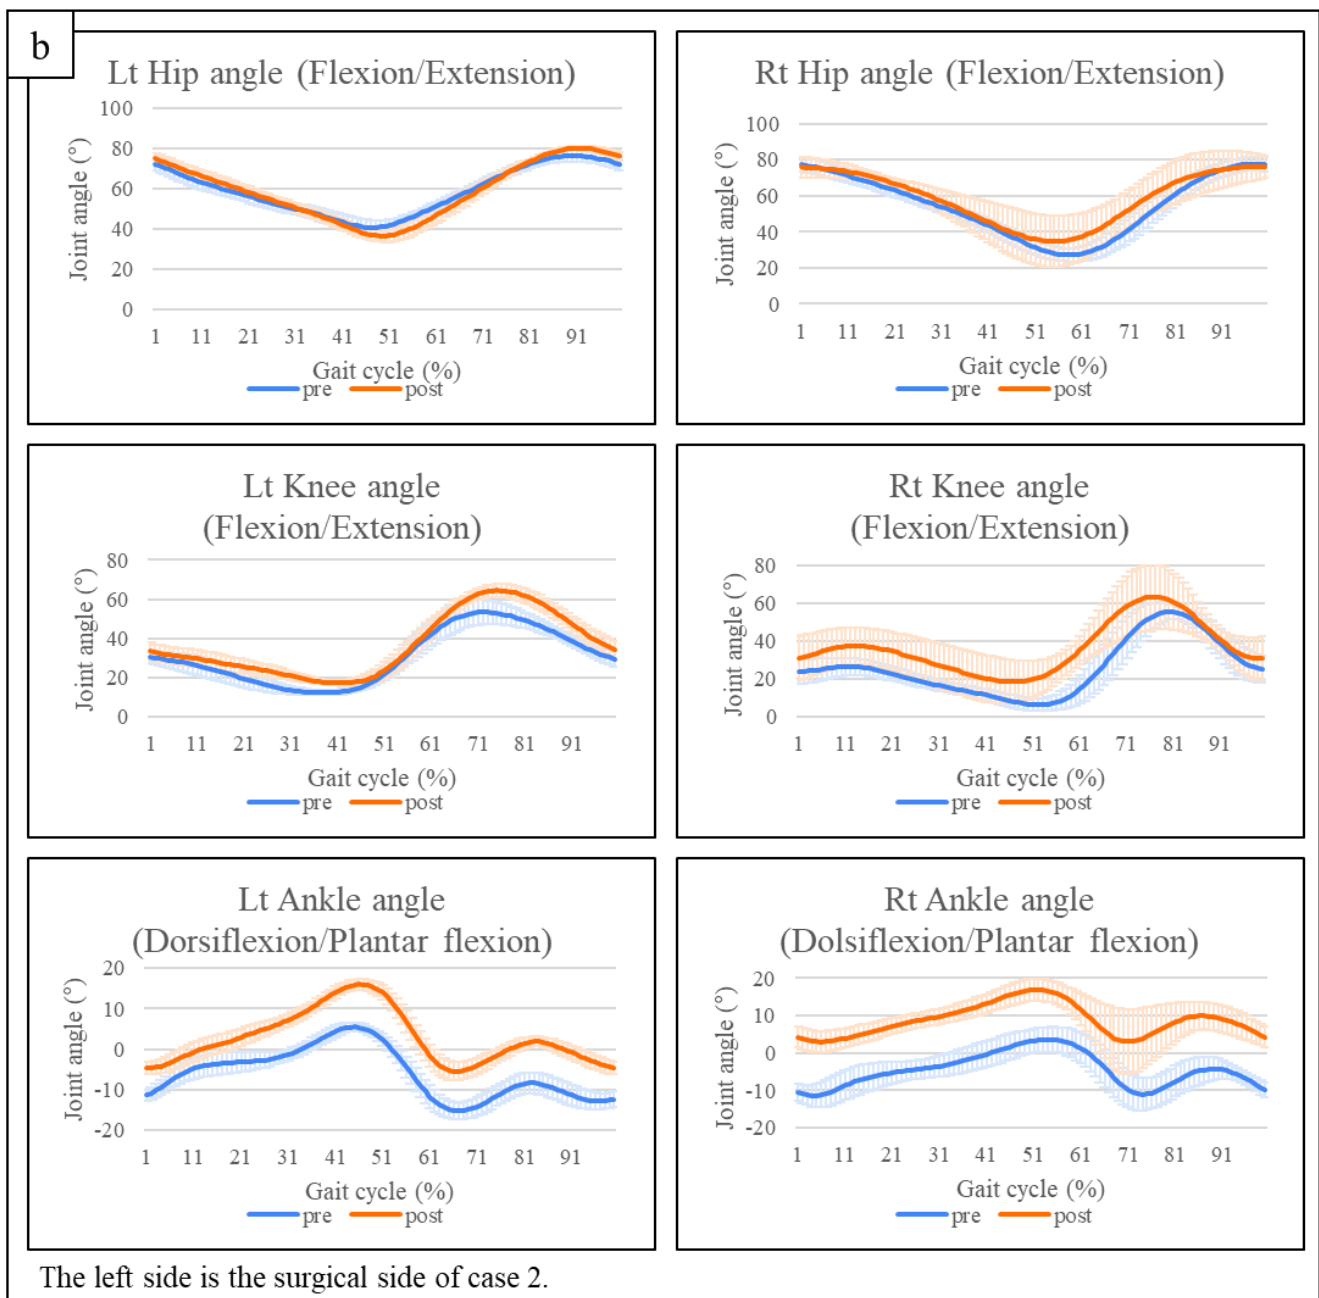 b
Lt Hip angle (Flexion/Extension)
Joint angle (°)
100
80
60
40
20
0
1 11 21 31 41 51 61 71 81 91
Gait cycle (%)
pre post
Rt Hip angle (Flexion/Extension)
Joint angle (°)
100
80
60
40
20
0
1 11 21 31 41 51 61 71 81 91
Gait cycle (%)
pre post
Lt Knee angle
(Flexion/Extension)
Joint angle (°)
80
60
40
20
0
1 11 21 31 41 51 61 71 81 91
Gait cycle (%)
pre post
Rt Knee angle
(Flexion/Extension)
Joint angle (°)
80
60
40
20
0
1 11 21 31 41 51 61 71 81 91
Gait cycle (%)
pre post
Lt Ankle angle
(Dorsiflexion/Plantar flexion)
Joint angle (°)
20
10
0
-10
-20
1 11 21 31 41 51 61 71 81 91
Gait cycle (%)
pre post
Rt Ankle angle
(Dolsiflexion/Plantar flexion)
Joint angle (°)
20
10
0
-10
-20
1 11 21 31 41 51 61 71 81 91
Gait cycle (%)
pre post
The left side is the surgical side of case 2.